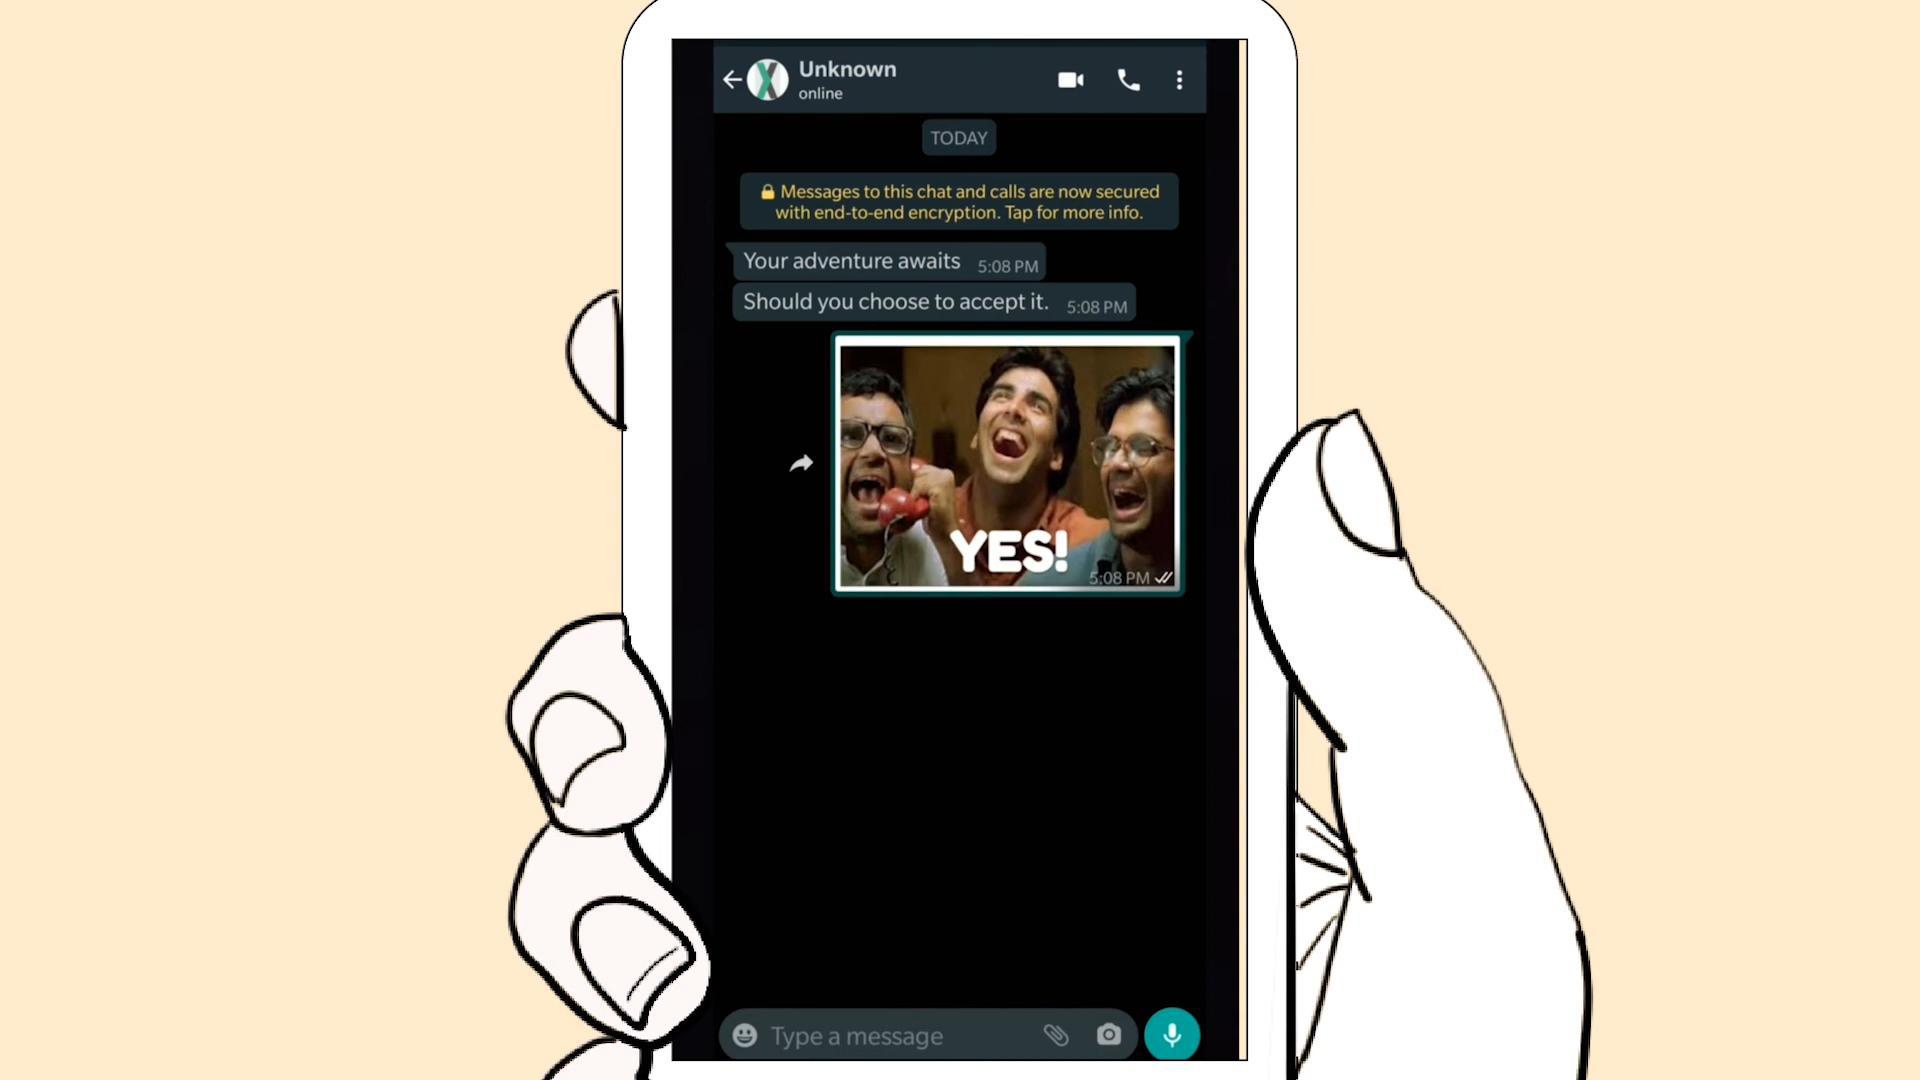 Unknown
online
TODAY
Messages to this chat and calls are now secured
with end-to-end encryption. Tap for more info.
Your adventure awaits 5:08 PM
Should you choose to accept it. 5:08 PM
YES!
5:08 PM
Type a message